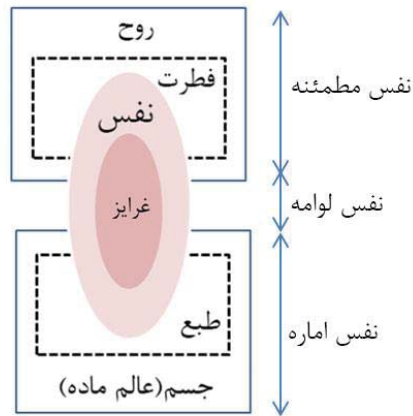 روح
فطرت
نفس
غرایز
طبع
جسم(عالم ماده)
نفس مطمئنه
نفس لوامه
نفس اماره